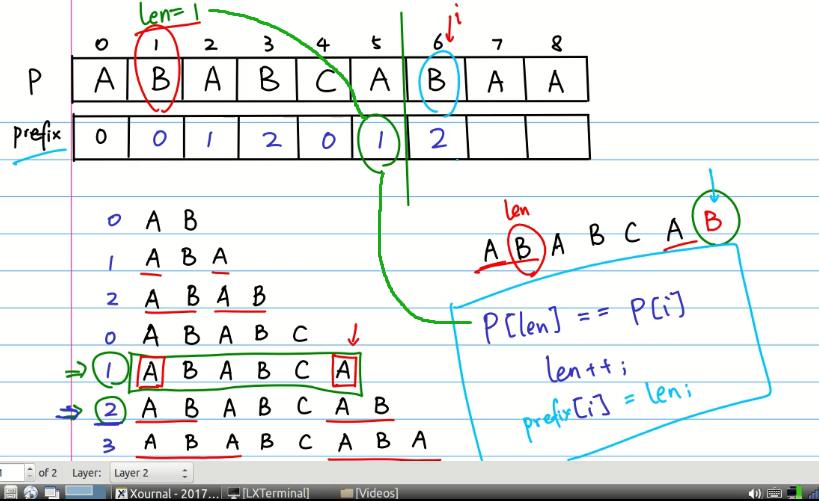 len=1
i
0 1 2 3 4 5 6 7 8
P A B A B C A B A A
prefix 0 0 1 2 0 1 2
0 A B
1 A B A
2 A B A B
0 A B A B C
⇒ 1 A B A B C A
⇒ 2 A B A B C A B
3 A B A B C A B A
len
A B A B C A B
P[len] == P[i]
len++;
prefix[i] = len;
1 of 2 Layer: Layer 2
Xournal - 2017... [LXTerminal] [Videos]